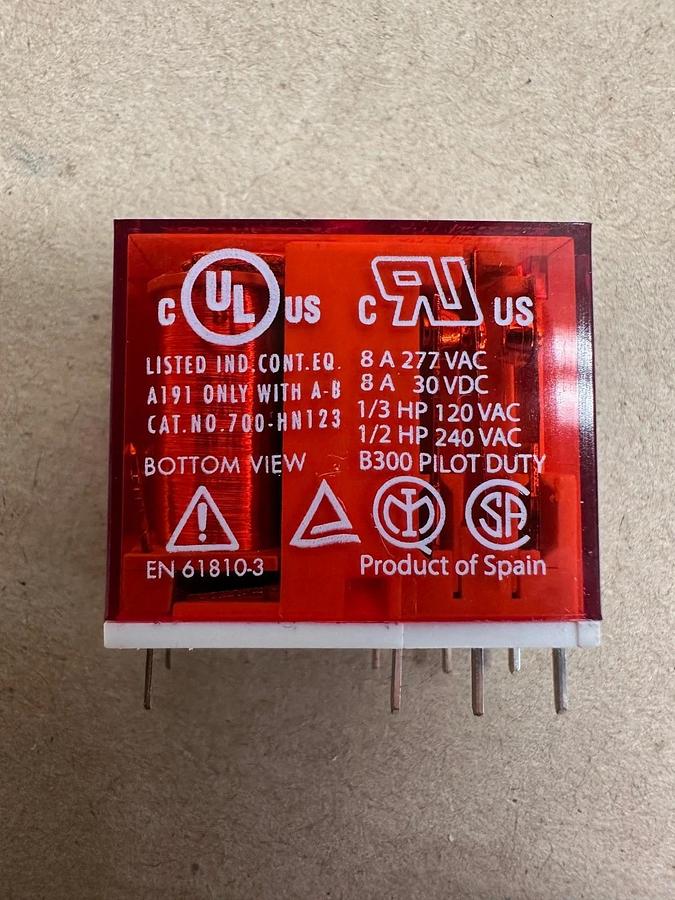 C UL US
LISTED IND.CONT.EQ.
A191 ONLY WITH A-B
CAT.NO.700-HN123
BOTTOM VIEW
EN 61810-3
C RU US
8 A 277 VAC
8 A 30 VDC
1/3 HP 120 VAC
1/2 HP 240 VAC
B300 PILOT DUTY
SA
Product of Spain